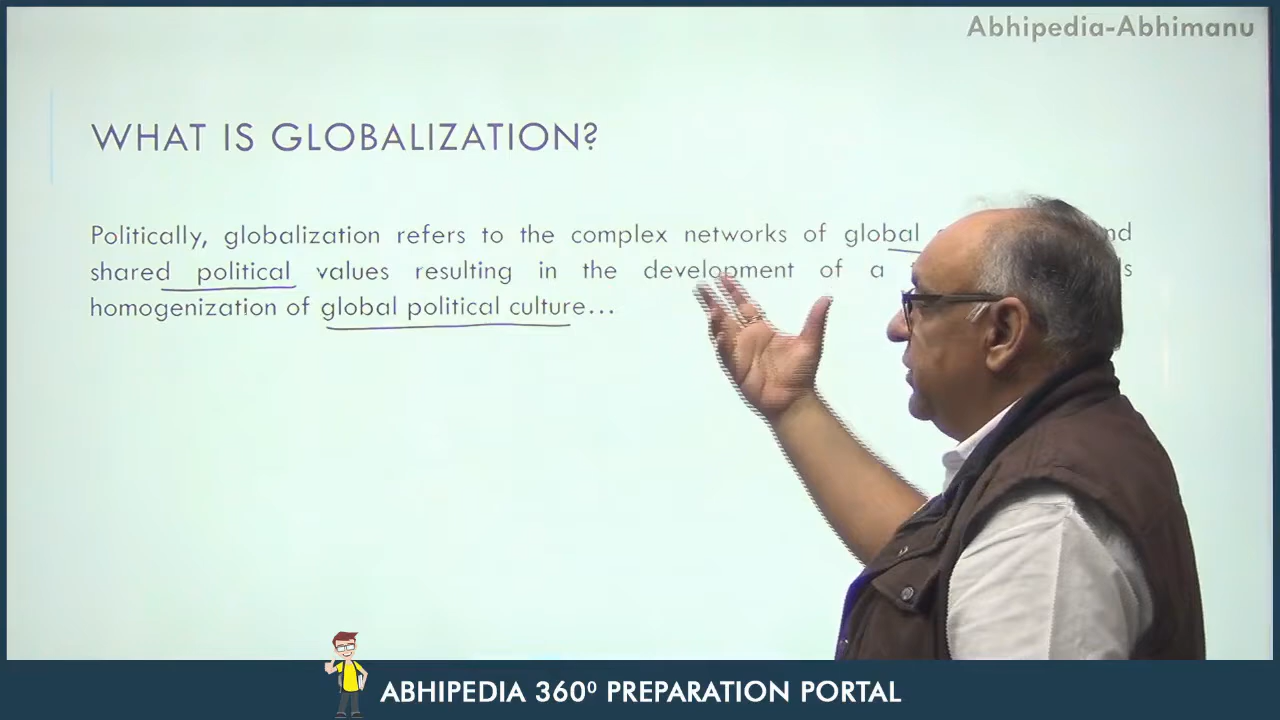 Abhipedia-Abhimanu
WHAT IS GLOBALIZATION?
Politically, globalization refers to the complex networks of global
shared political values resulting in the development of a
homogenization of global political culture...
ABHIPEDIA 360⁰ PREPARATION PORTAL